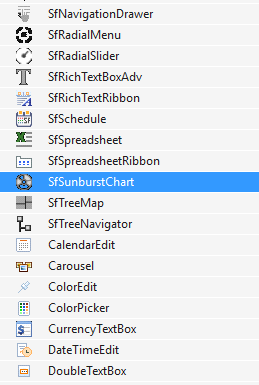 SfNavigationDrawer
SfRadialMenu
SfRadialSlider
SfRichTextBoxAdv
SfRichTextRibbon
SfSchedule
SfSpreadsheet
SfSpreadsheetRibbon
SfSunburstChart
SfTreeMap
SfTreeNavigator
CalendarEdit
Carousel
ColorEdit
ColorPicker
CurrencyTextBox
DateTimeEdit
DoubleTextBox